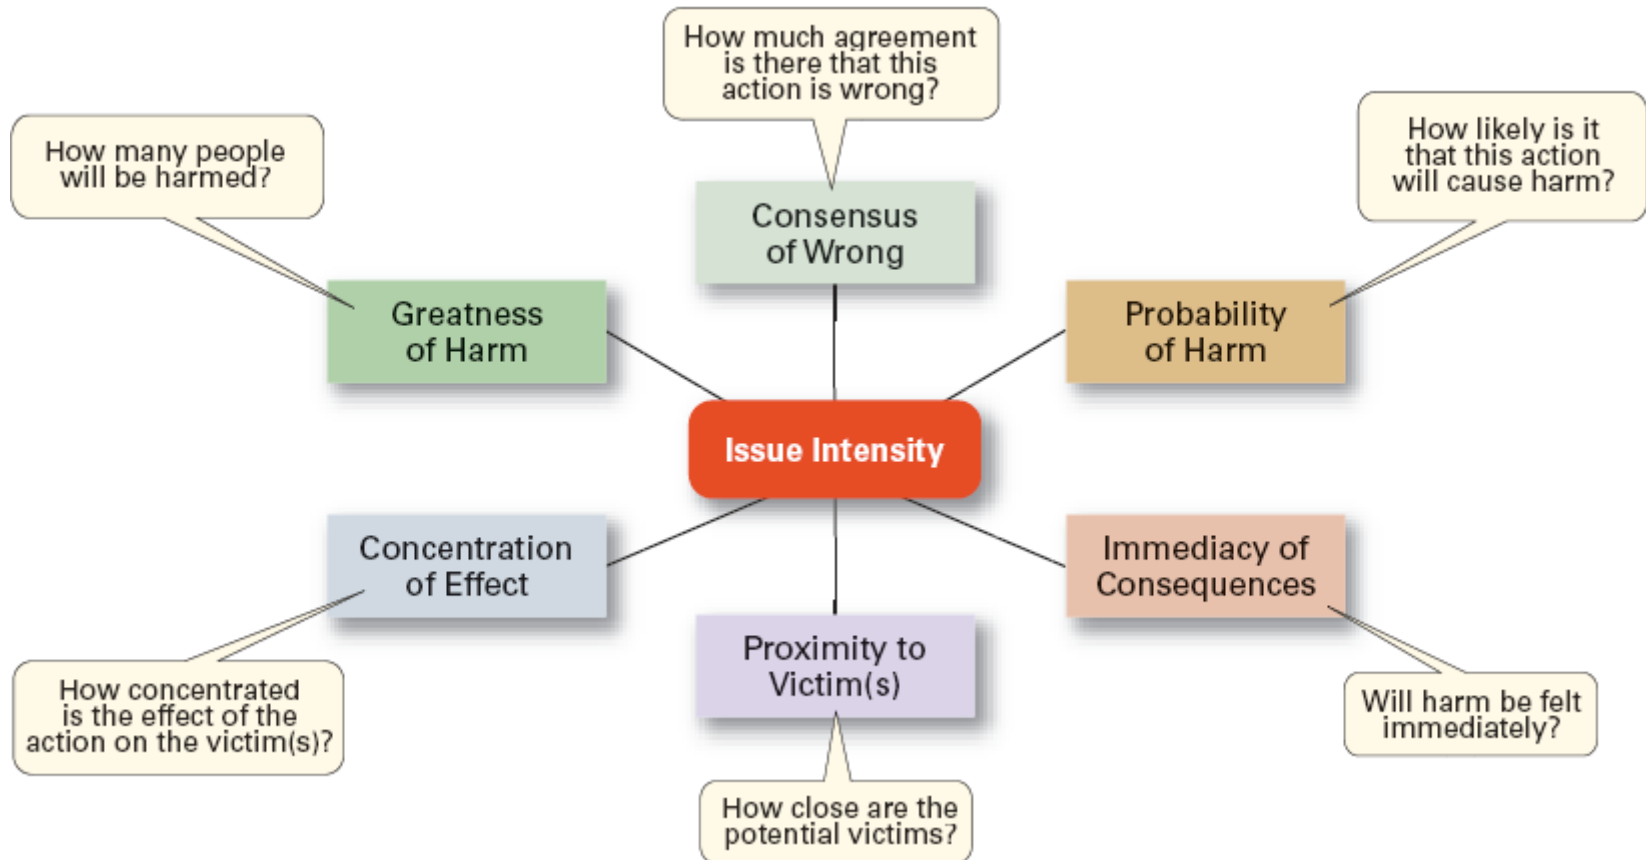 How much agreement
is there that this
action is wrong?
How many people
will be harmed?
How likely is it
that this action
will cause harm?
Consensus
of Wrong
Greatness
of Harm
Probability
of Harm
Issue Intensity
Concentration
of Effect
Immediacy of
Consequences
Proximity to
Victim(s)
How concentrated
is the effect of the
action on the victim(s)?
Will harm be felt
immediately?
How close are the
potential victims?